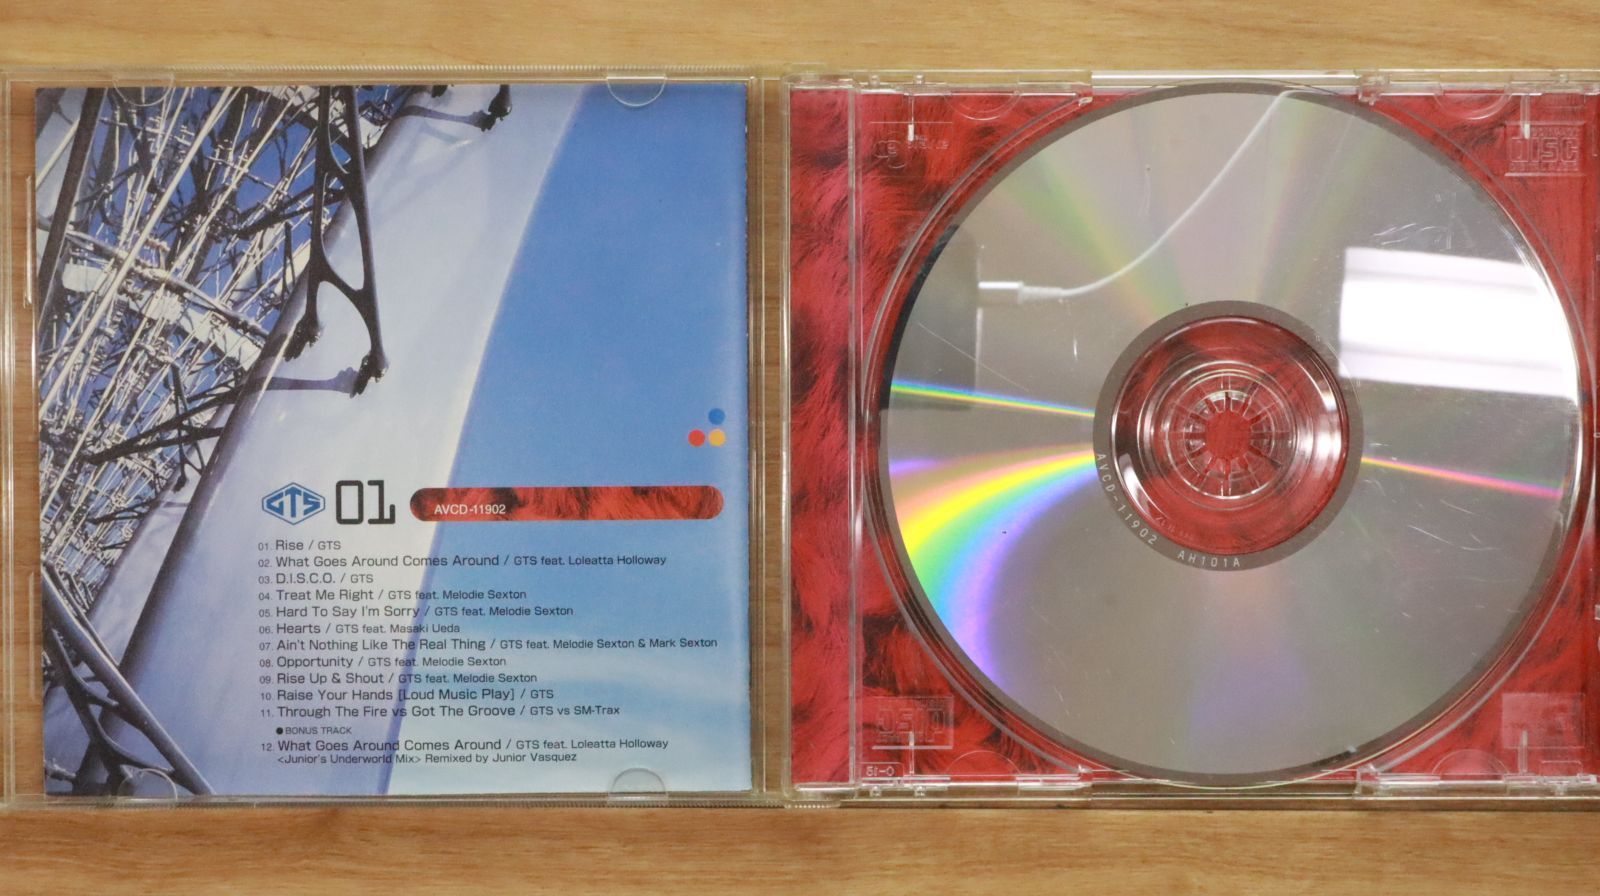 GTS 01 AVCD-11902
01. Rise / GTS
02. What Goes Around Comes Around / GTS feat. Loleatta Holloway
03. D.I.S.C.O. / GTS
04. Treat Me Right / GTS feat. Melodie Sexton
05. Hard To Say I'm Sorry / GTS feat. Melodie Sexton
06. Hearts / GTS feat. Masaki Ueda
07. Ain't Nothing Like The Real Thing / GTS feat. Melodie Sexton & Mark Sexton
08. Opportunity / GTS feat. Melodie Sexton
09. Rise Up & Shout / GTS feat. Melodie Sexton
10. Raise Your Hands [Loud Music Play] / GTS
11. Through The Fire vs Got The Groove / GTS vs SM-Trax
●BONUS TRACK
12. What Goes Around Comes Around / GTS feat. Loleatta Holloway
<Junior's Underworld Mix> Remixed by Junior Vasquez
AVCD-11902 AH101A
DISC